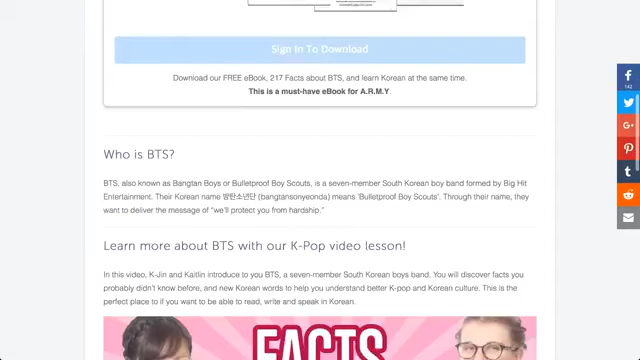 Sign In To Download
Download our FREE eBook, 217 Facts about BTS, and learn Korean at the same time.
This is a must-have eBook for A.R.M.Y
Who is BTS?
BTS, also known as Bangtan Boys or Bulletproof Boy Scouts, is a seven-member South Korean boy band formed by Big Hit
Entertainment. Their Korean name 방탄소년단 (bangtansonyeonda) means 'Bulletproof Boy Scouts'. Through their name, they
want to deliver the message of "we'll protect you from hardship."
Learn more about BTS with our K-Pop video lesson!
In this video, K-Jin and Kaitlin introduce to you BTS, a seven-member South Korean boys band. You will discover facts you
probably didn't know before, and new Korean words to help you understand better K-pop and Korean culture. This is the
perfect place to if you want to be able to read, write and speak in Korean.
FACTS
142